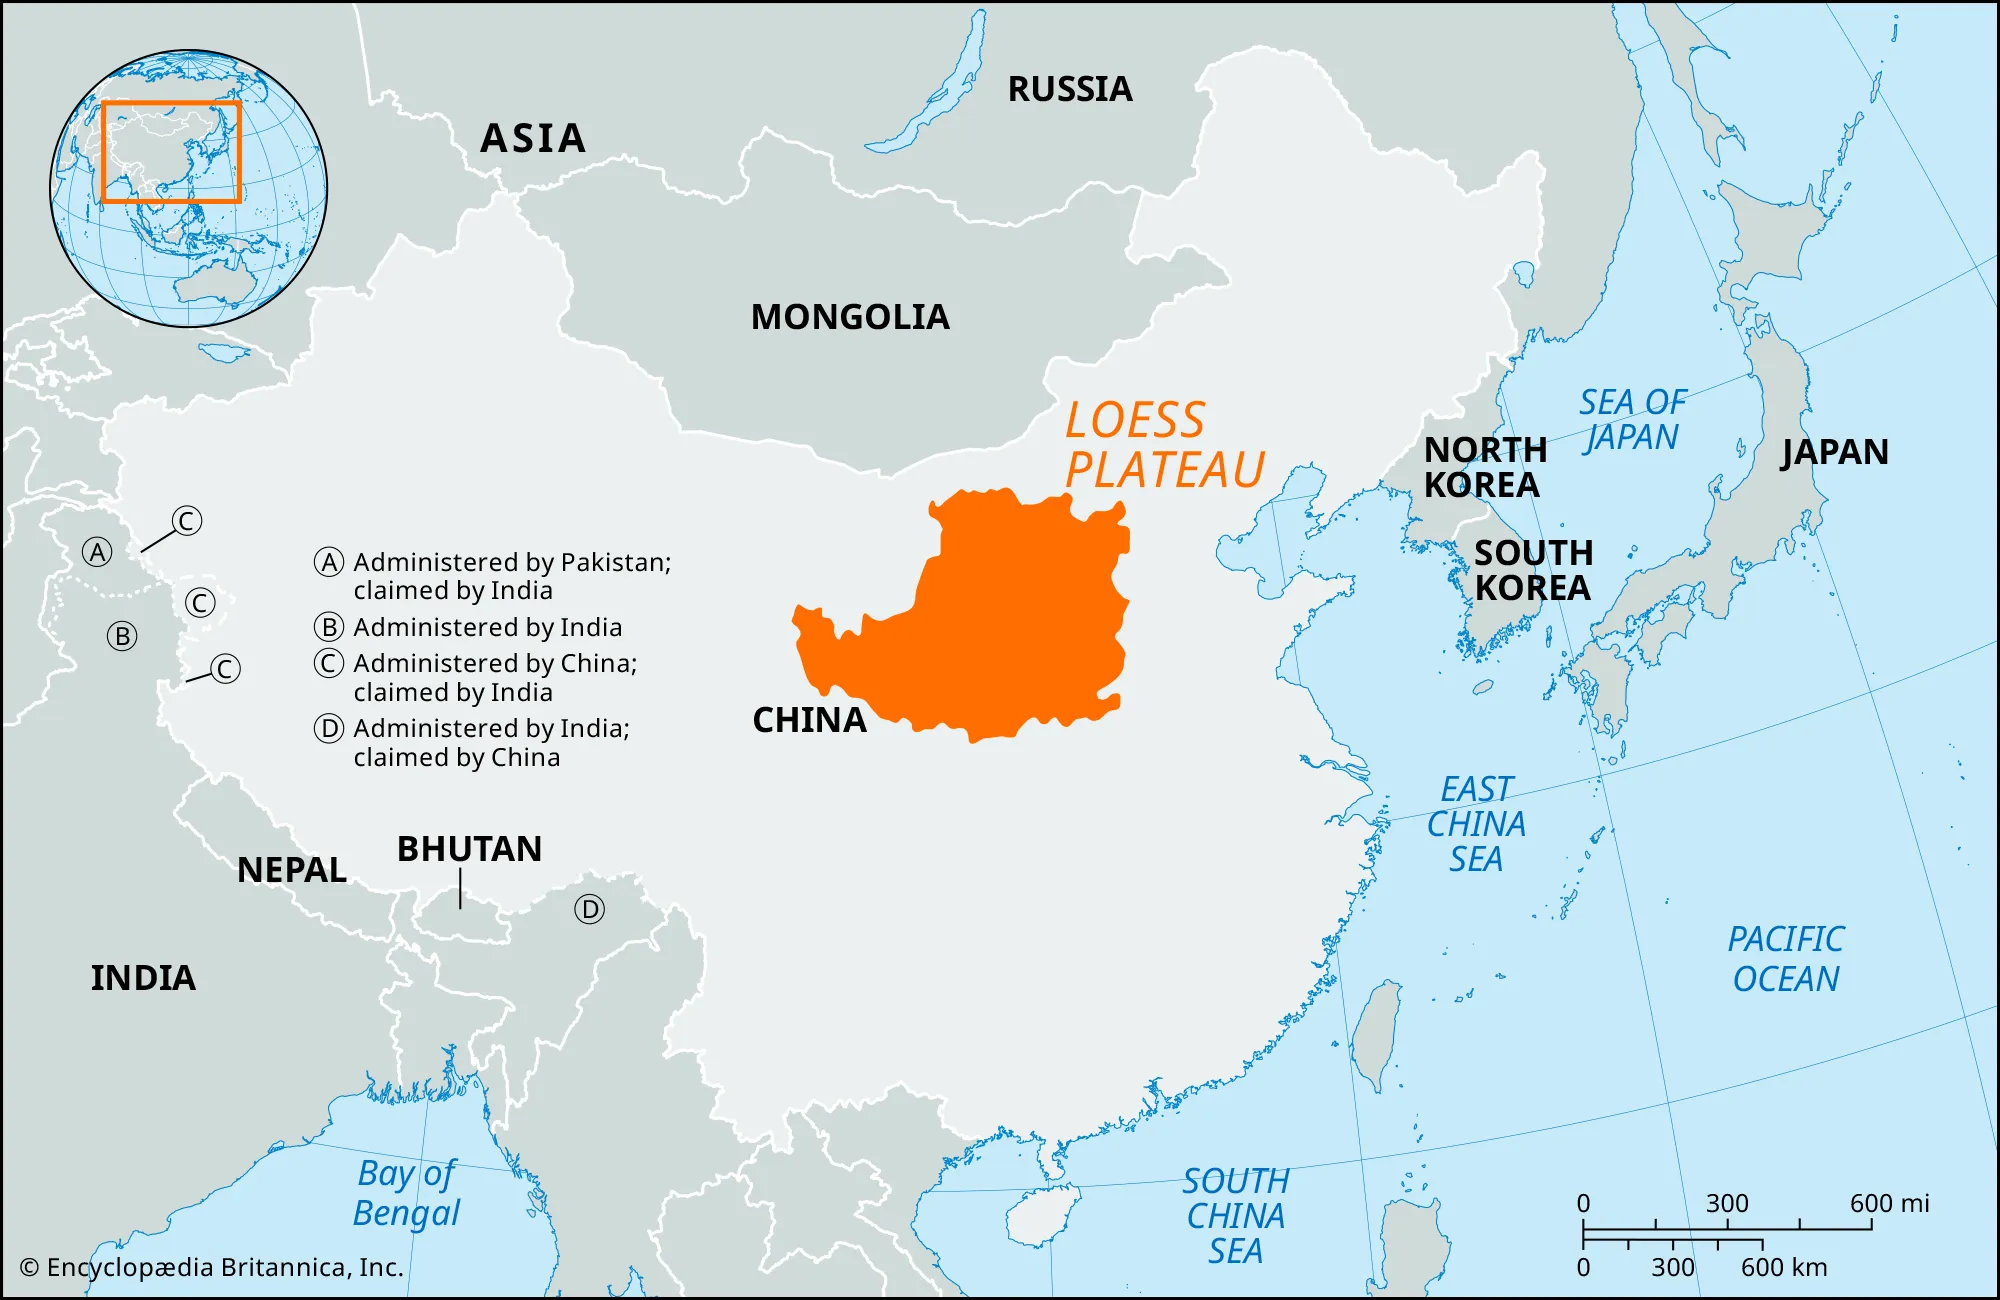 RUSSIA
ASIA
MONGOLIA
LOESS
PLATEAU
SEA OF
JAPAN
NORTH
KOREA
JAPAN
SOUTH
KOREA
Ⓒ
Ⓐ
Ⓒ
Ⓑ
Ⓒ
Ⓐ Administered by Pakistan;
claimed by India
Ⓑ Administered by India
Ⓒ Administered by China;
claimed by India
Ⓓ Administered by India;
claimed by China
CHINA
EAST
CHINA
SEA
BHUTAN
NEPAL
Ⓓ
INDIA
PACIFIC
OCEAN
Bay of
Bengal
SOUTH
CHINA
SEA
0 300 600 mi
0 300 600 km
© Encyclopædia Britannica, Inc.